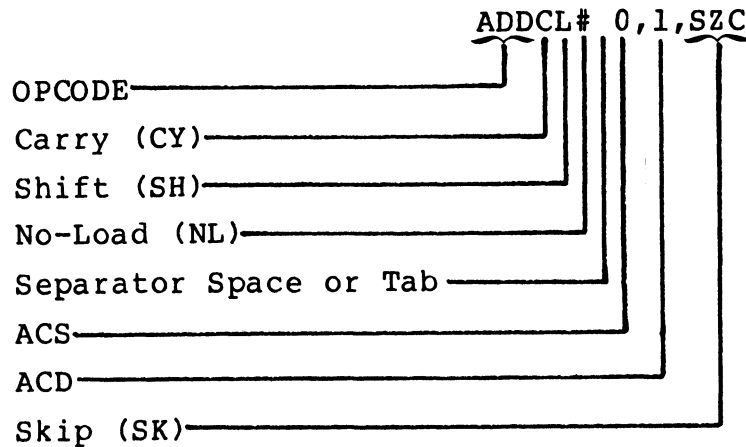 ADDCL# 0,1,SZC
OPCODE
Carry (CY)
Shift (SH)
No-Load (NL)
Separator Space or Tab
ACS
ACD
Skip (SK)